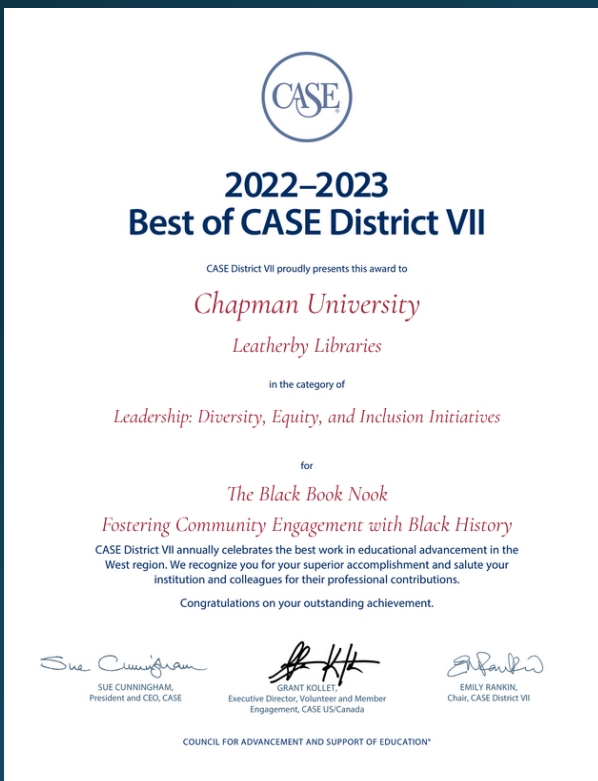 CASE
2022–2023
Best of CASE District VII
CASE District VII proudly presents this award to
Chapman University
Leatherby Libraries
in the category of
Leadership: Diversity, Equity, and Inclusion Initiatives
for
The Black Book Nook
Fostering Community Engagement with Black History
CASE District VII annually celebrates the best work in educational advancement in the
West region. We recognize you for your superior accomplishment and salute your
institution and colleagues for their professional contributions.
Congratulations on your outstanding achievement.
Sue Cunningham
SUE CUNNINGHAM,
President and CEO, CASE
GRANT KOLLET,
Executive Director, Volunteer and Member
Engagement, CASE US/Canada
EMRankin
EMILY RANKIN,
Chair, CASE District VII
COUNCIL FOR ADVANCEMENT AND SUPPORT OF EDUCATION®